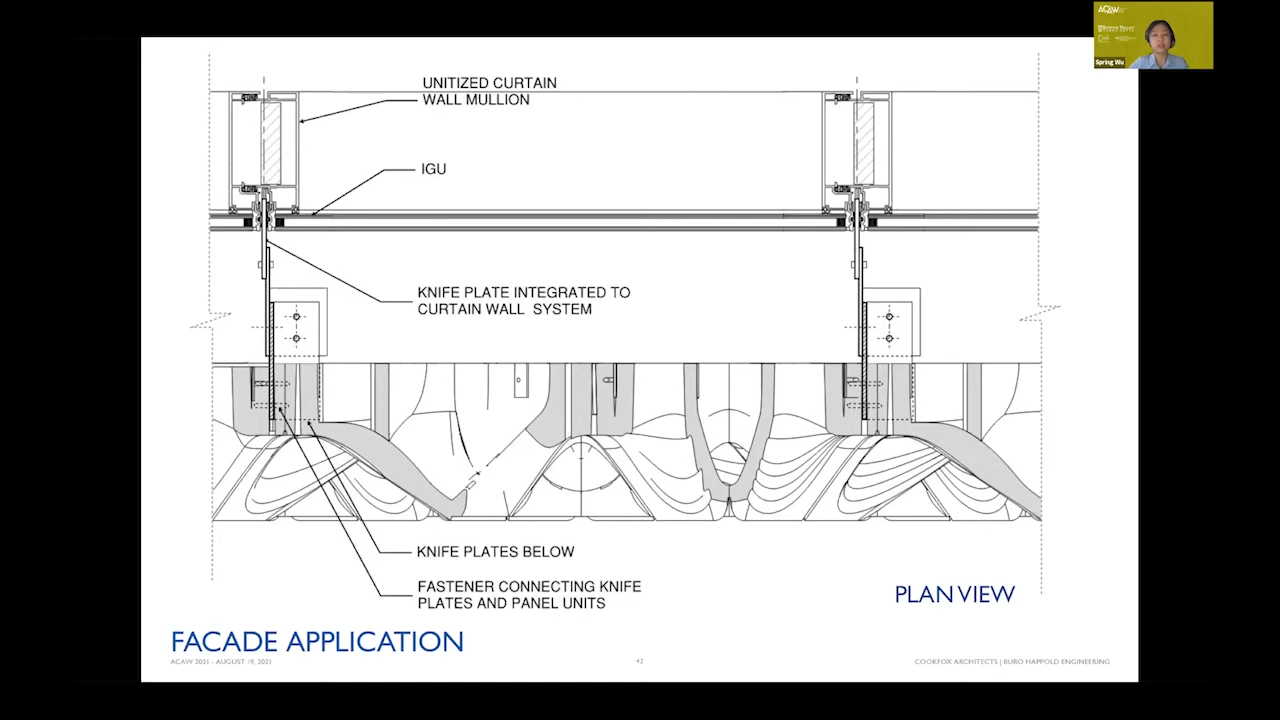 ACAW
Spring Wu
UNITIZED CURTAIN
WALL MULLION
IGU
KNIFE PLATE INTEGRATED TO
CURTAIN WALL SYSTEM
KNIFE PLATES BELOW
FASTENER CONNECTING KNIFE
PLATES AND PANEL UNITS
PLAN VIEW
FACADE APPLICATION
ACAW 2021 - AUGUST 19, 2021
42
COOKFOX ARCHITECTS | BURO HAPPOLD ENGINEERING